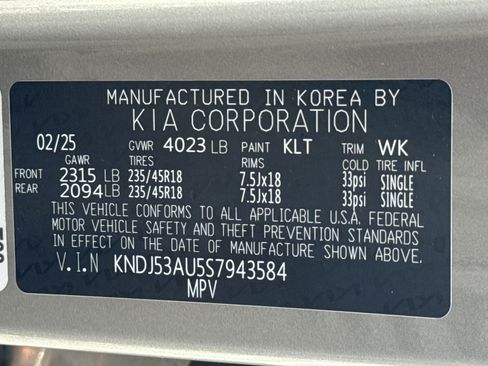 MANUFACTURED IN KOREA BY
KIA CORPORATION
02/25 GVWR 4023 LB PAINT KLT TRIM WK
GAWR TIRES RIMS COLD TIRE INFL
FRONT 2315 LB 235/45R18 7.5Jx18 33psi SINGLE
REAR 2094 LB 235/45R18 7.5Jx18 33psi SINGLE
THIS VEHICLE CONFORMS TO ALL APPLICABLE U.S.A. FEDERAL
MOTOR VEHICLE SAFETY AND THEFT PREVENTION STANDARDS
IN EFFECT ON THE DATE OF MANUFACTURE SHOWN ABOVE.
V.I.N KNDJ53AU5S7943584
MPV